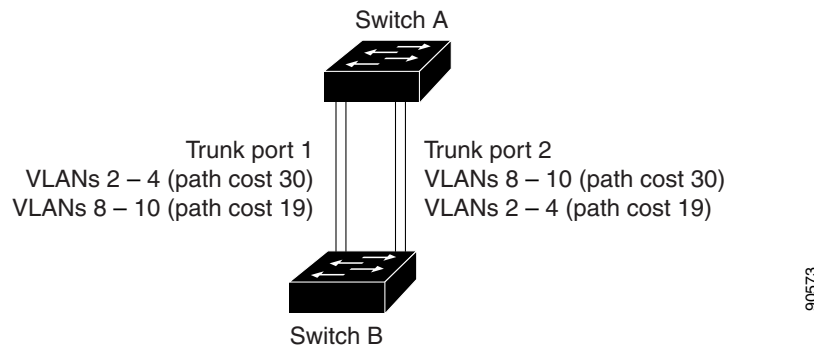 Switch A
Trunk port 1
VLANs 2 – 4 (path cost 30)
VLANs 8 – 10 (path cost 19)
Trunk port 2
VLANs 8 – 10 (path cost 30)
VLANs 2 – 4 (path cost 19)
Switch B
90573